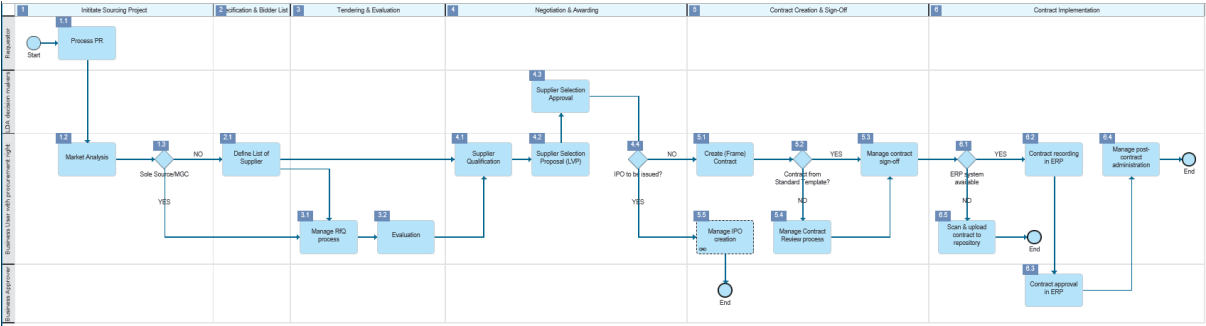 1 Inititate Sourcing Project
2 ecification & Bidder List
3 Tendering & Evaluation
4 Negotiation & Awarding
5 Contract Creation & Sign-Off
6 Contract Implementation
Requestor
Start
1.1
Process PR
LDA decision makers
4.3
Supplier Selection
Approval
Business User with procurement right
1.2
Market Analysis
1.3
Sole Source/MGC
NO
YES
2.1
Define List of
Supplier
3.1
Manage RfQ
process
3.2
Evaluation
4.1
Supplier
Qualification
4.2
Supplier Selection
Proposal (LVP)
4.4
IPO to be issued?
NO
YES
5.1
Create (Frame)
Contract
5.2
Contract from
Standard Template?
YES
NO
5.3
Manage contract
sign-off
5.5
Manage IPO
creation
End
5.4
Manage Contract
Review process
6.1
ERP system
available
YES
NO
6.2
Contract recording
in ERP
6.4
Manage post-
contract
administration
End
6.5
Scan & upload
contract to
repository
End
Business Approver
6.3
Contract approval
in ERP